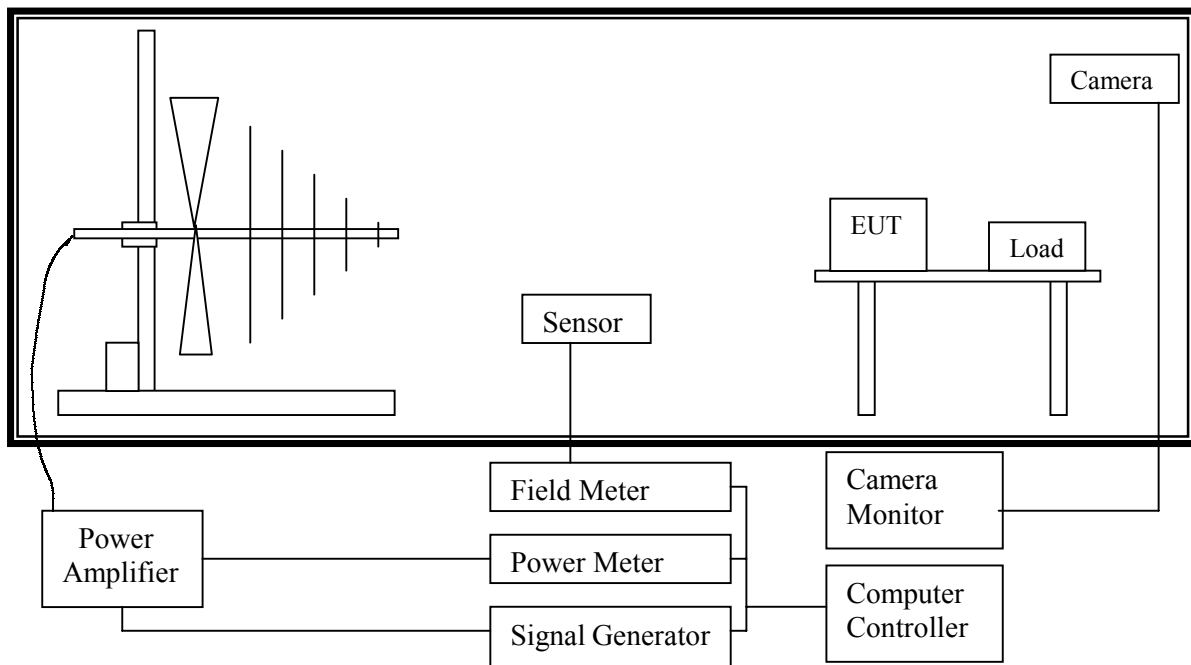 Camera
EUT
Load
Sensor
Field Meter
Camera
Monitor
Power
Amplifier
Power Meter
Computer
Controller
Signal Generator